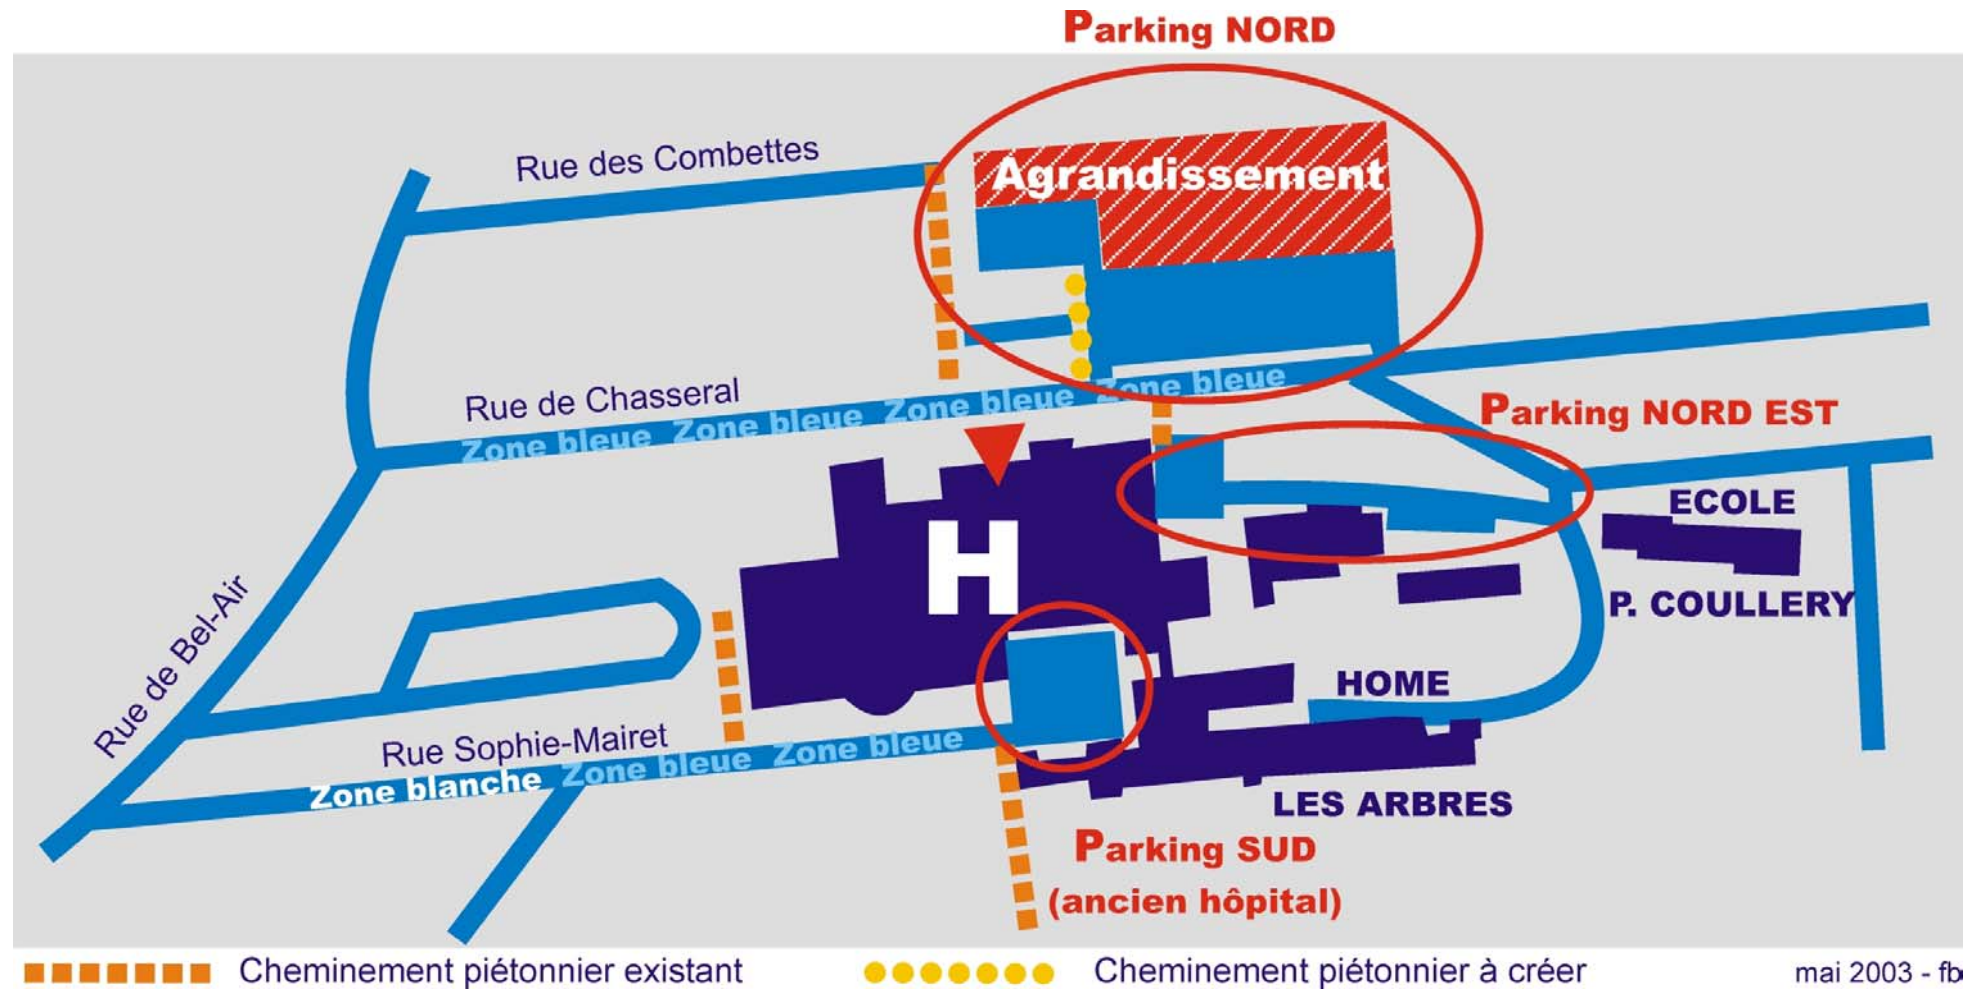 Parking NORD
Rue des Combettes
Agrandissement
Rue de Chasseral
Zone bleue Zone bleue Zone bleue Zone bleue
Parking NORD EST
ECOLE
H
P. COULLERY
Rue de Bel-Air
HOME
Rue Sophie-Mairet
Zone blanche Zone bleue Zone bleue
LES ARBRES
Parking SUD
(ancien hôpital)
Cheminement piétonnier existant
Cheminement piétonnier à créer
mai 2003 - fb